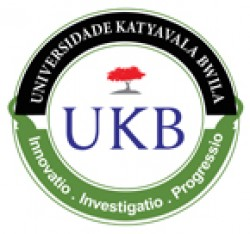 UNIVERSIDADE KATYAVALA BWILA
UKB
Innovatio . Investigatio . Progressio